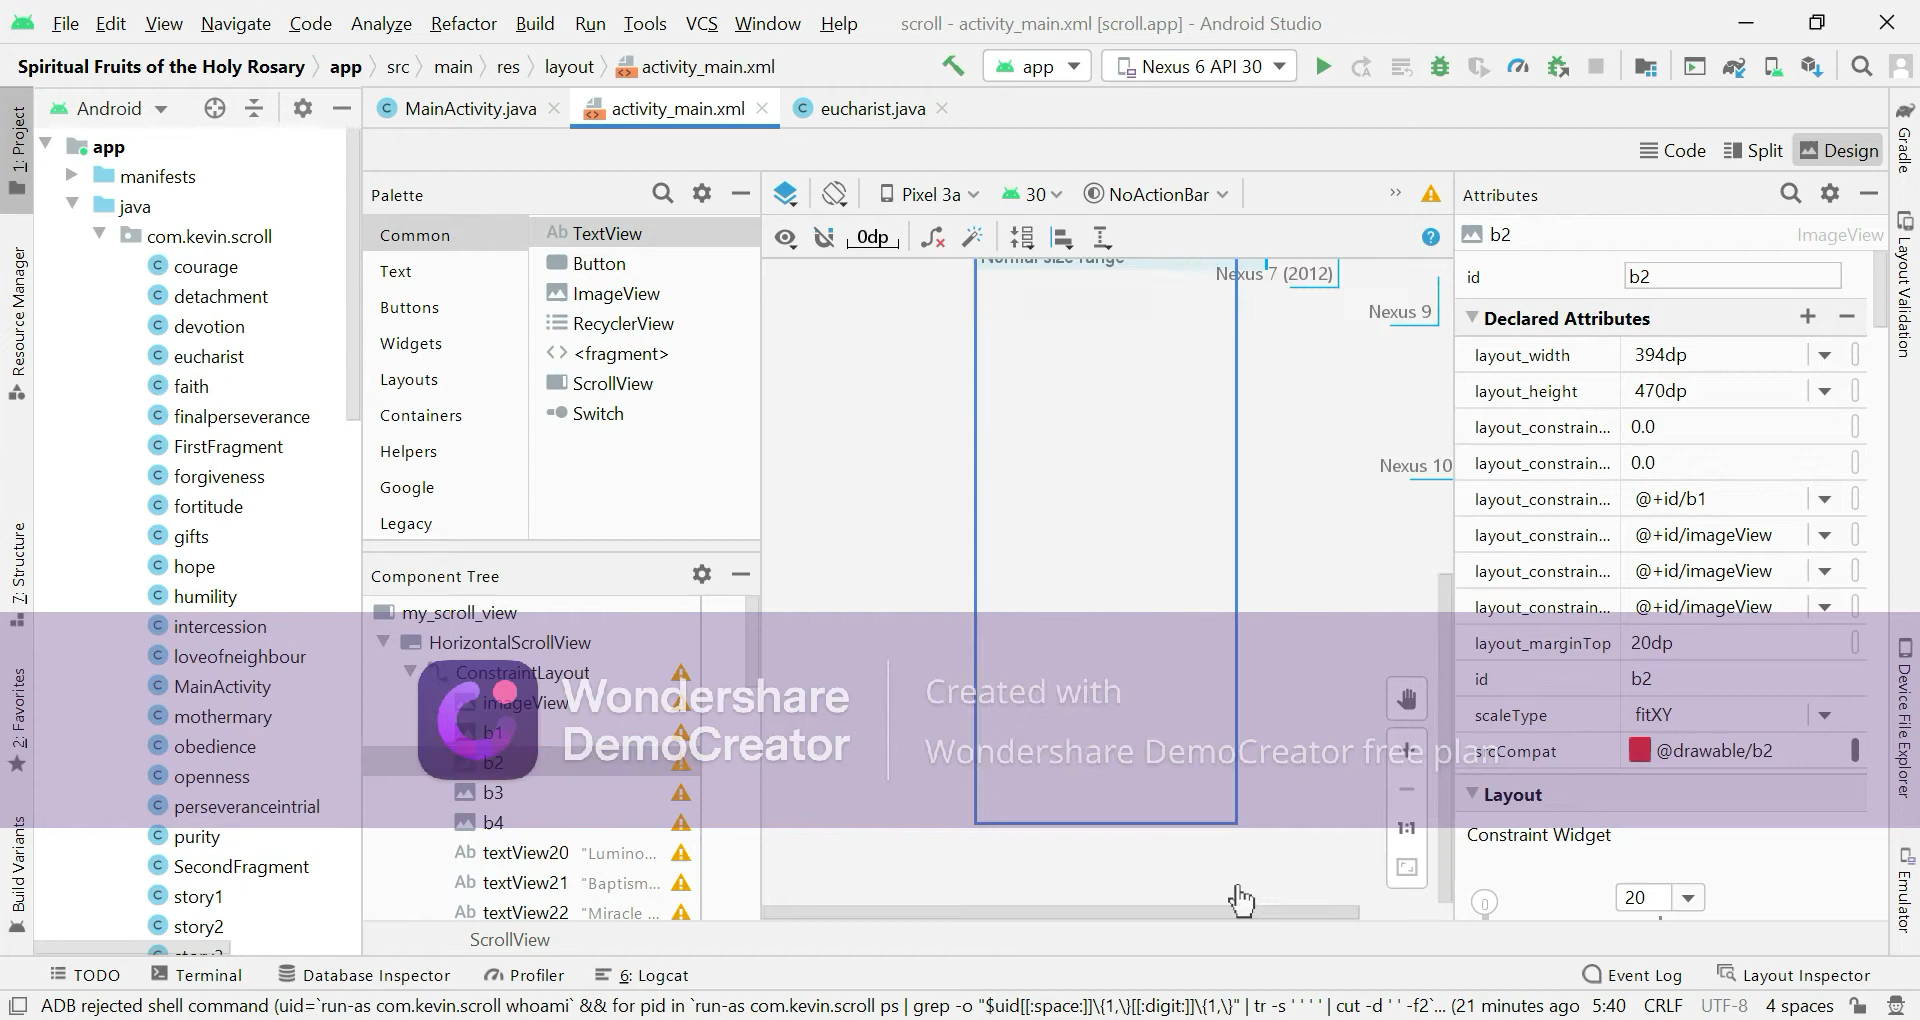 File Edit View Navigate Code Analyze Refactor Build Run Tools VCS Window Help scroll - activity_main.xml [scroll.app] - Android Studio
Spiritual Fruits of the Holy Rosary app src main res layout activity_main.xml app Nexus 6 API 30
Android MainActivity.java activity_main.xml eucharist.java
Code Split Design
1: Project
Resource Manager
7: Structure
2: Favorites
Build Variants
app
manifests
java
com.kevin.scroll
courage
detachment
devotion
eucharist
faith
finalperseverance
FirstFragment
forgiveness
fortitude
gifts
hope
humility
intercession
loveofneighbour
MainActivity
mothermary
obedience
openness
perseveranceintrial
purity
SecondFragment
story1
story2
Palette
Common
Text
Buttons
Widgets
Layouts
Containers
Helpers
Google
Legacy
Ab TextView
Button
ImageView
RecyclerView
<fragment>
ScrollView
Switch
Component Tree
my_scroll_view
HorizontalScrollView
ConstraintLayout
imageView
b1
b2
b3
b4
Ab textView20 "Lumino...
Ab textView21 "Baptism...
Ab textView22 "Miracle ...
ScrollView
Pixel 3a 30 NoActionBar
0dp
Normal size range
Nexus 7 (2012)
Nexus 9
Nexus 10
1:1
Wondershare
DemoCreator
Created with
Wondershare DemoCreator free plan
Attributes
b2 ImageView
id b2
Declared Attributes
layout_width 394dp
layout_height 470dp
layout_constrain... 0.0
layout_constrain... 0.0
layout_constrain... @+id/b1
layout_constrain... @+id/imageView
layout_constrain... @+id/imageView
layout_constrain... @+id/imageView
layout_marginTop 20dp
id b2
scaleType fitXY
srcCompat @drawable/b2
Layout
Constraint Widget
0 20
Gradle
Layout Validation
Device File Explorer
Emulator
TODO Terminal Database Inspector Profiler 6: Logcat Event Log Layout Inspector
ADB rejected shell command (uid=`run-as com.kevin.scroll whoami` && for pid in `run-as com.kevin.scroll ps | grep -o "$uid[[:space:]]\{1,\}[[:digit:]]\{1,\}" | tr -s ' ' ' ' | cut -d ' ' -f2`... (21 minutes ago 5:40 CRLF UTF-8 4 spaces